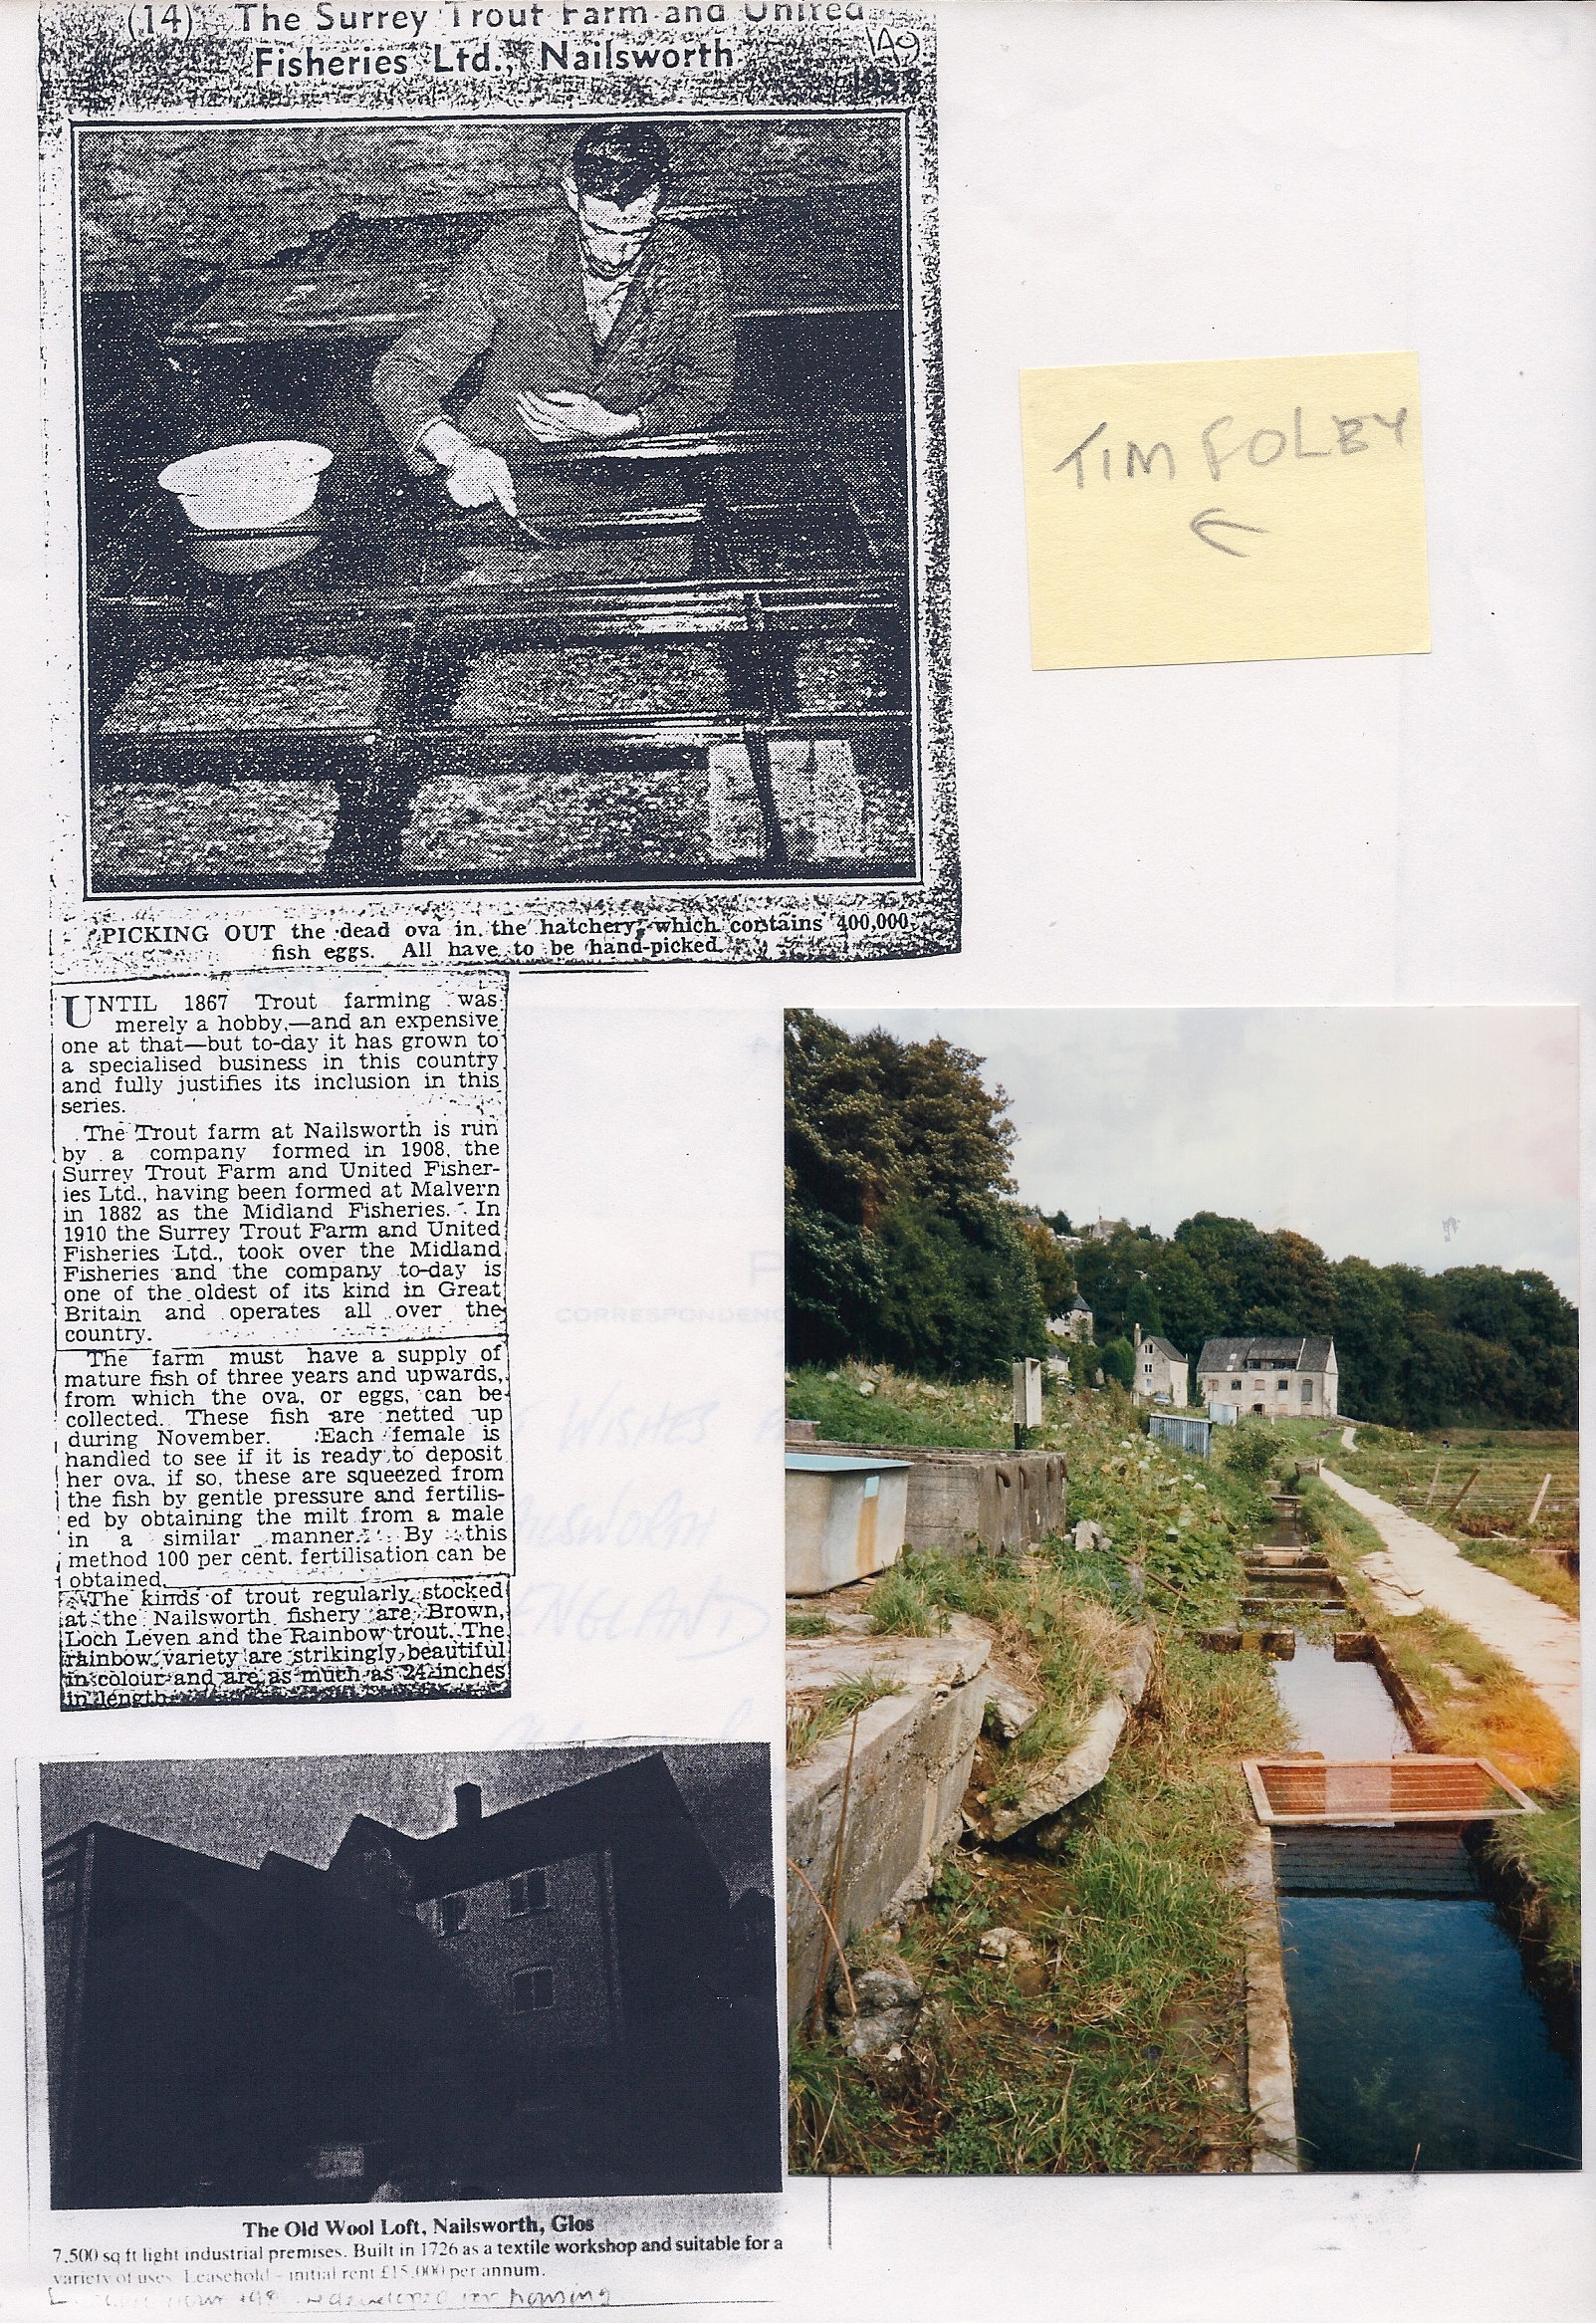 (14) The Surrey Trout Farm and United
Fisheries Ltd., Nailsworth
149
1938
TIM FOLEY
PICKING OUT the dead ova in the hatchery, which contains 400,000
fish eggs. All have to be hand-picked.
UNTIL 1867 Trout farming was
merely a hobby,—and an expensive
one at that—but to-day it has grown to
a specialised business in this country
and fully justifies its inclusion in this
series.
The Trout farm at Nailsworth is run
by a company formed in 1908, the
Surrey Trout Farm and United Fisher-
ies Ltd., having been formed at Malvern
in 1882 as the Midland Fisheries. In
1910 the Surrey Trout Farm and United
Fisheries Ltd., took over the Midland
Fisheries and the company to-day is
one of the oldest of its kind in Great
Britain and operates all over the
country.
The farm must have a supply of
mature fish of three years and upwards,
from which the ova, or eggs, can be
collected. These fish are netted up
during November. Each female is
handled to see if it is ready to deposit
her ova, if so, these are squeezed from
the fish by gentle pressure and fertilis-
ed by obtaining the milt from a male
in a similar manner. By this
method 100 per cent. fertilisation can be
obtained.
The kinds of trout regularly stocked
at the Nailsworth fishery are Brown,
Loch Leven and the Rainbow trout. The
rainbow variety are strikingly beautiful
in colour and are as much as 24 inches
in length.
CORRESPONDENC
WISHES
ENGLAND
The Old Wool Loft, Nailsworth, Glos
7,500 sq ft light industrial premises. Built in 1726 as a textile workshop and suitable for a
variety of uses. Leasehold – initial rent £15,000 per annum.
redeveloped for housing